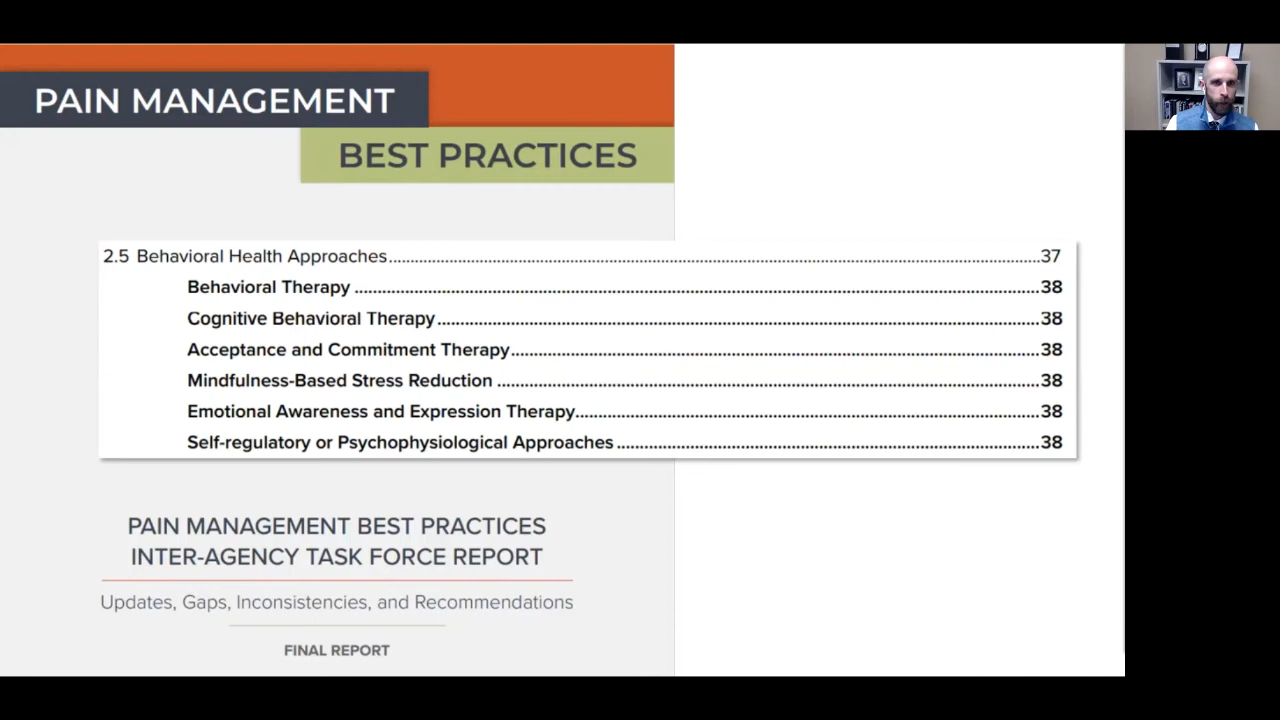 PAIN MANAGEMENT
BEST PRACTICES
2.5 Behavioral Health Approaches........................................37
Behavioral Therapy ........................................38
Cognitive Behavioral Therapy........................................38
Acceptance and Commitment Therapy........................................38
Mindfulness-Based Stress Reduction ........................................38
Emotional Awareness and Expression Therapy........................................38
Self-regulatory or Psychophysiological Approaches ........................................38
PAIN MANAGEMENT BEST PRACTICES
INTER-AGENCY TASK FORCE REPORT
Updates, Gaps, Inconsistencies, and Recommendations
FINAL REPORT